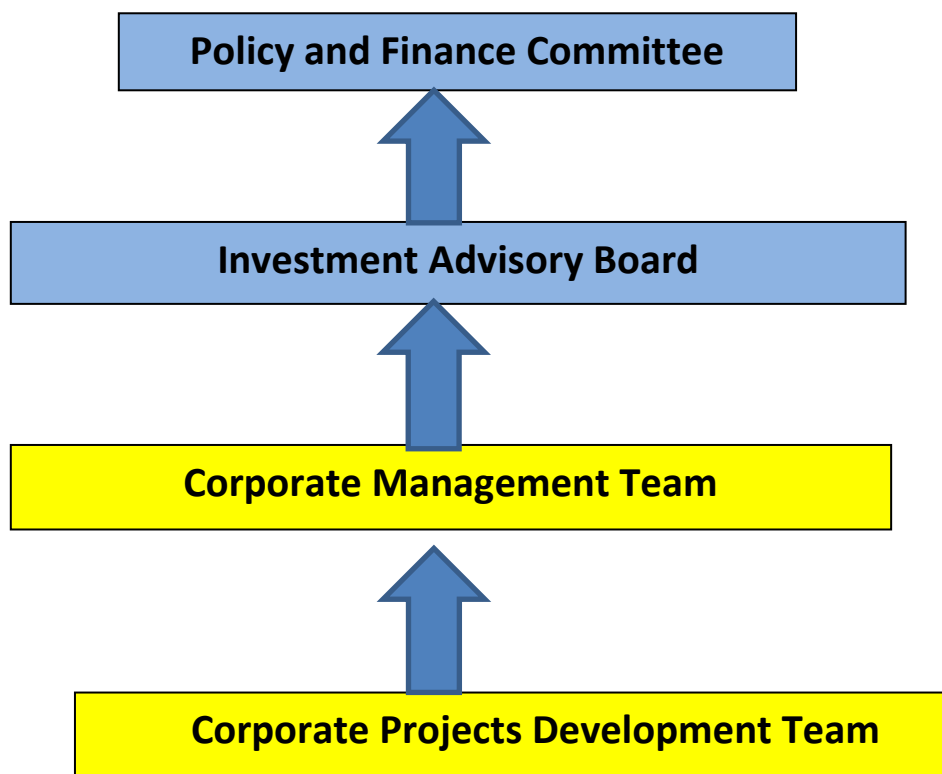 Policy and Finance Committee
Investment Advisory Board
Corporate Management Team
Corporate Projects Development Team